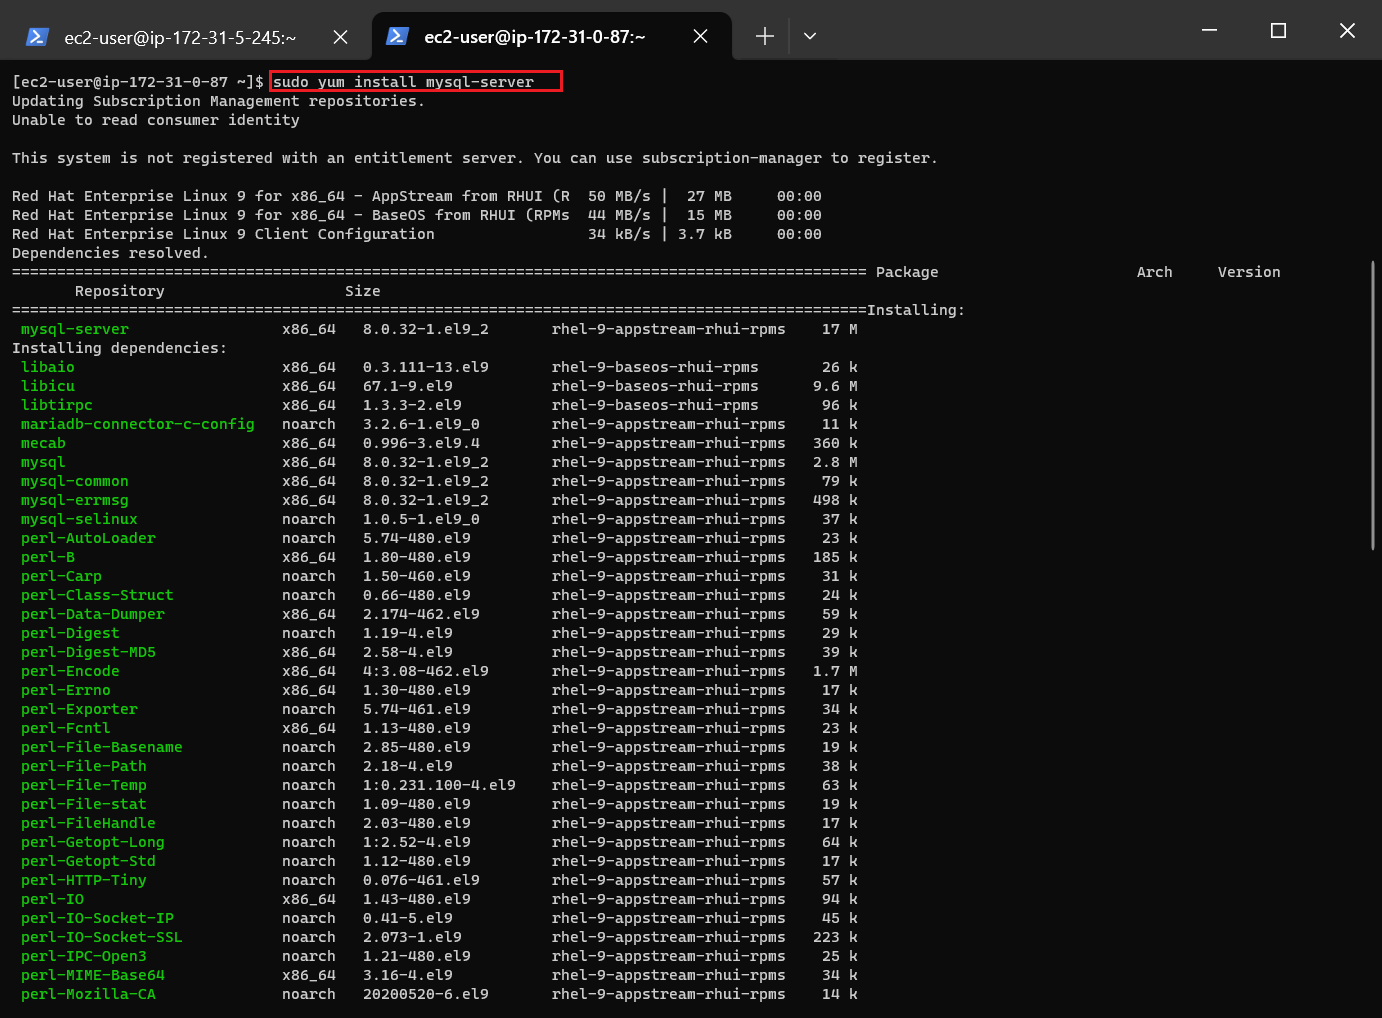 ec2-user@ip-172-31-5-245:~
ec2-user@ip-172-31-0-87:~
[ec2-user@ip-172-31-0-87 ~]$ sudo yum install mysql-server
Updating Subscription Management repositories.
Unable to read consumer identity
This system is not registered with an entitlement server. You can use subscription-manager to register.
Red Hat Enterprise Linux 9 for x86_64 - AppStream from RHUI (R  50 MB/s |  27 MB     00:00
Red Hat Enterprise Linux 9 for x86_64 - BaseOS from RHUI (RPMs  44 MB/s |  15 MB     00:00
Red Hat Enterprise Linux 9 Client Configuration                 34 kB/s | 3.7 kB     00:00
Dependencies resolved.
=============================================================================================== Package                      Arch     Version
       Repository                    Size
===============================================================================================Installing:
 mysql-server                 x86_64   8.0.32-1.el9_2       rhel-9-appstream-rhui-rpms    17 M
Installing dependencies:
 libaio                       x86_64   0.3.111-13.el9       rhel-9-baseos-rhui-rpms       26 k
 libicu                       x86_64   67.1-9.el9           rhel-9-baseos-rhui-rpms      9.6 M
 libtirpc                     x86_64   1.3.3-2.el9          rhel-9-baseos-rhui-rpms       96 k
 mariadb-connector-c-config   noarch   3.2.6-1.el9_0        rhel-9-appstream-rhui-rpms    11 k
 mecab                        x86_64   0.996-3.el9.4        rhel-9-appstream-rhui-rpms   360 k
 mysql                        x86_64   8.0.32-1.el9_2       rhel-9-appstream-rhui-rpms   2.8 M
 mysql-common                 x86_64   8.0.32-1.el9_2       rhel-9-appstream-rhui-rpms    79 k
 mysql-errmsg                 x86_64   8.0.32-1.el9_2       rhel-9-appstream-rhui-rpms   498 k
 mysql-selinux                noarch   1.0.5-1.el9_0        rhel-9-appstream-rhui-rpms    37 k
 perl-AutoLoader              noarch   5.74-480.el9         rhel-9-appstream-rhui-rpms    23 k
 perl-B                       x86_64   1.80-480.el9         rhel-9-appstream-rhui-rpms   185 k
 perl-Carp                    noarch   1.50-460.el9         rhel-9-appstream-rhui-rpms    31 k
 perl-Class-Struct            noarch   0.66-480.el9         rhel-9-appstream-rhui-rpms    24 k
 perl-Data-Dumper             x86_64   2.174-462.el9        rhel-9-appstream-rhui-rpms    59 k
 perl-Digest                  noarch   1.19-4.el9           rhel-9-appstream-rhui-rpms    29 k
 perl-Digest-MD5              x86_64   2.58-4.el9           rhel-9-appstream-rhui-rpms    39 k
 perl-Encode                  x86_64   4:3.08-462.el9       rhel-9-appstream-rhui-rpms   1.7 M
 perl-Errno                   x86_64   1.30-480.el9         rhel-9-appstream-rhui-rpms    17 k
 perl-Exporter                noarch   5.74-461.el9         rhel-9-appstream-rhui-rpms    34 k
 perl-Fcntl                   x86_64   1.13-480.el9         rhel-9-appstream-rhui-rpms    23 k
 perl-File-Basename           noarch   2.85-480.el9         rhel-9-appstream-rhui-rpms    19 k
 perl-File-Path               noarch   2.18-4.el9           rhel-9-appstream-rhui-rpms    38 k
 perl-File-Temp               noarch   1:0.231.100-4.el9    rhel-9-appstream-rhui-rpms    63 k
 perl-File-stat               noarch   1.09-480.el9         rhel-9-appstream-rhui-rpms    19 k
 perl-FileHandle              noarch   2.03-480.el9         rhel-9-appstream-rhui-rpms    17 k
 perl-Getopt-Long             noarch   1:2.52-4.el9         rhel-9-appstream-rhui-rpms    64 k
 perl-Getopt-Std              noarch   1.12-480.el9         rhel-9-appstream-rhui-rpms    17 k
 perl-HTTP-Tiny               noarch   0.076-461.el9        rhel-9-appstream-rhui-rpms    57 k
 perl-IO                      x86_64   1.43-480.el9         rhel-9-appstream-rhui-rpms    94 k
 perl-IO-Socket-IP            noarch   0.41-5.el9           rhel-9-appstream-rhui-rpms    45 k
 perl-IO-Socket-SSL           noarch   2.073-1.el9          rhel-9-appstream-rhui-rpms   223 k
 perl-IPC-Open3               noarch   1.21-480.el9         rhel-9-appstream-rhui-rpms    25 k
 perl-MIME-Base64             x86_64   3.16-4.el9           rhel-9-appstream-rhui-rpms    34 k
 perl-Mozilla-CA              noarch   20200520-6.el9       rhel-9-appstream-rhui-rpms    14 k